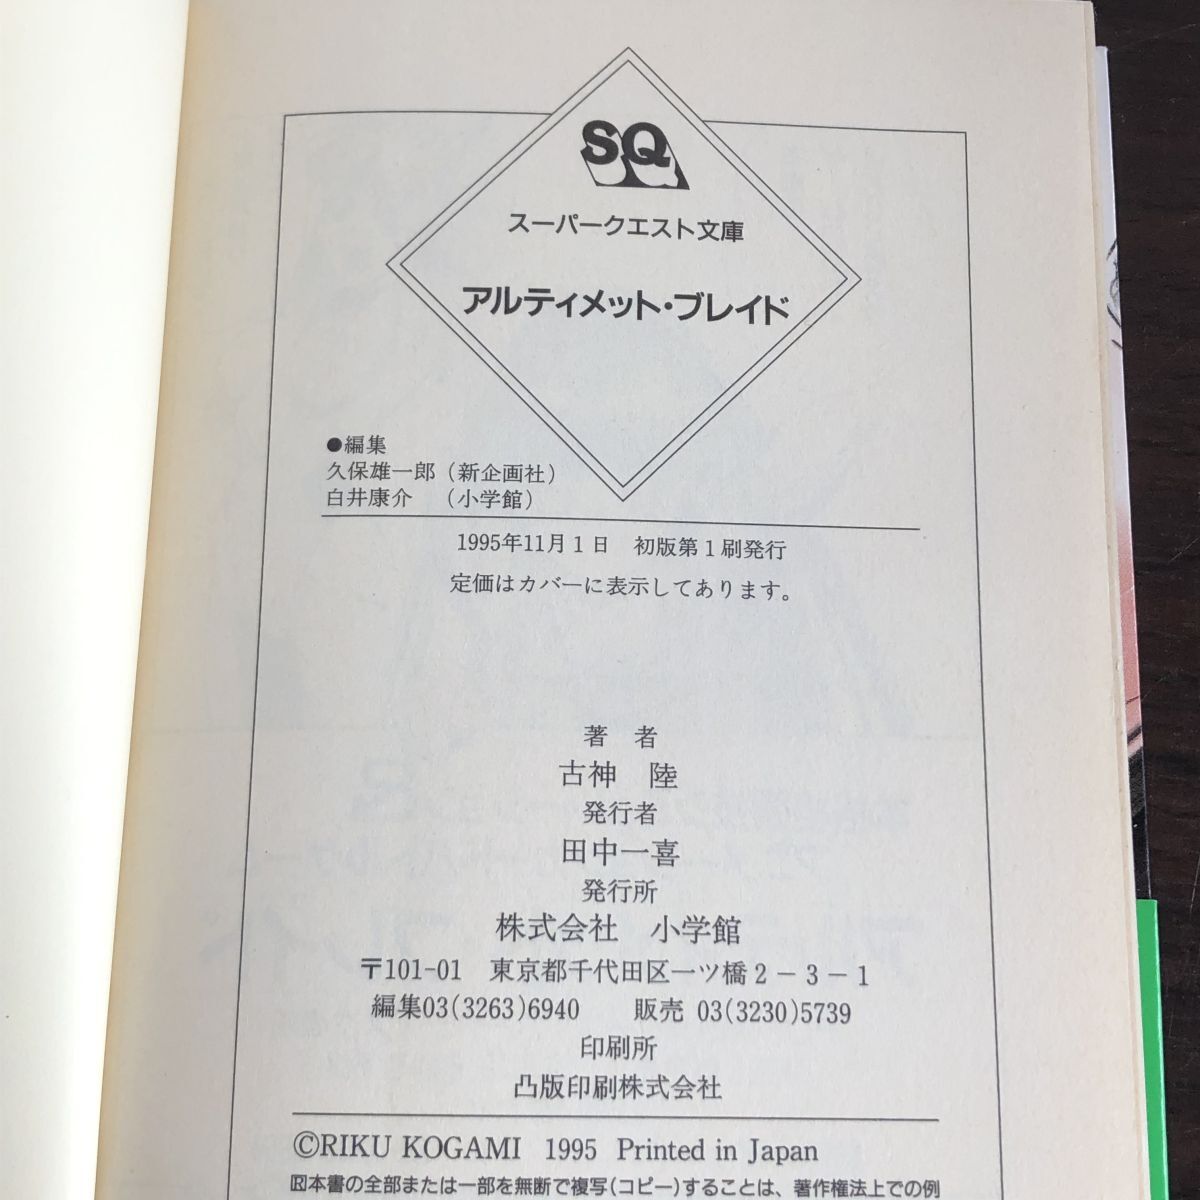 SQ
スーパークエスト文庫
アルティメット・ブレイド
●編集
久保雄一郎（新企画社）
白井康介　（小学館）
1995年11月1日　初版第1刷発行
定価はカバーに表示してあります。
著　者
古神　陸
発行者
田中一喜
発行所
株式会社　小学館
〒101-01　東京都千代田区一ツ橋2－3－1
編集03(3263)6940　　販売 03(3230)5739
印刷所
凸版印刷株式会社
©RIKU KOGAMI 1995 Printed in Japan
Ⓡ本書の全部または一部を無断で複写(コピー)することは、著作権法上での例